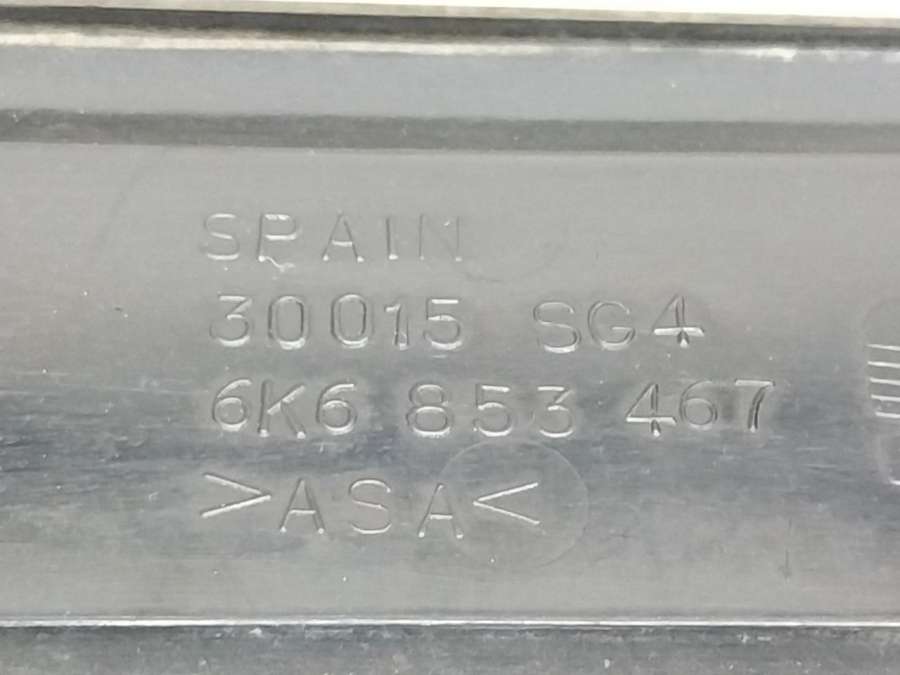 SPAIN
30015 SG4
6K6 853 467
>ASA<